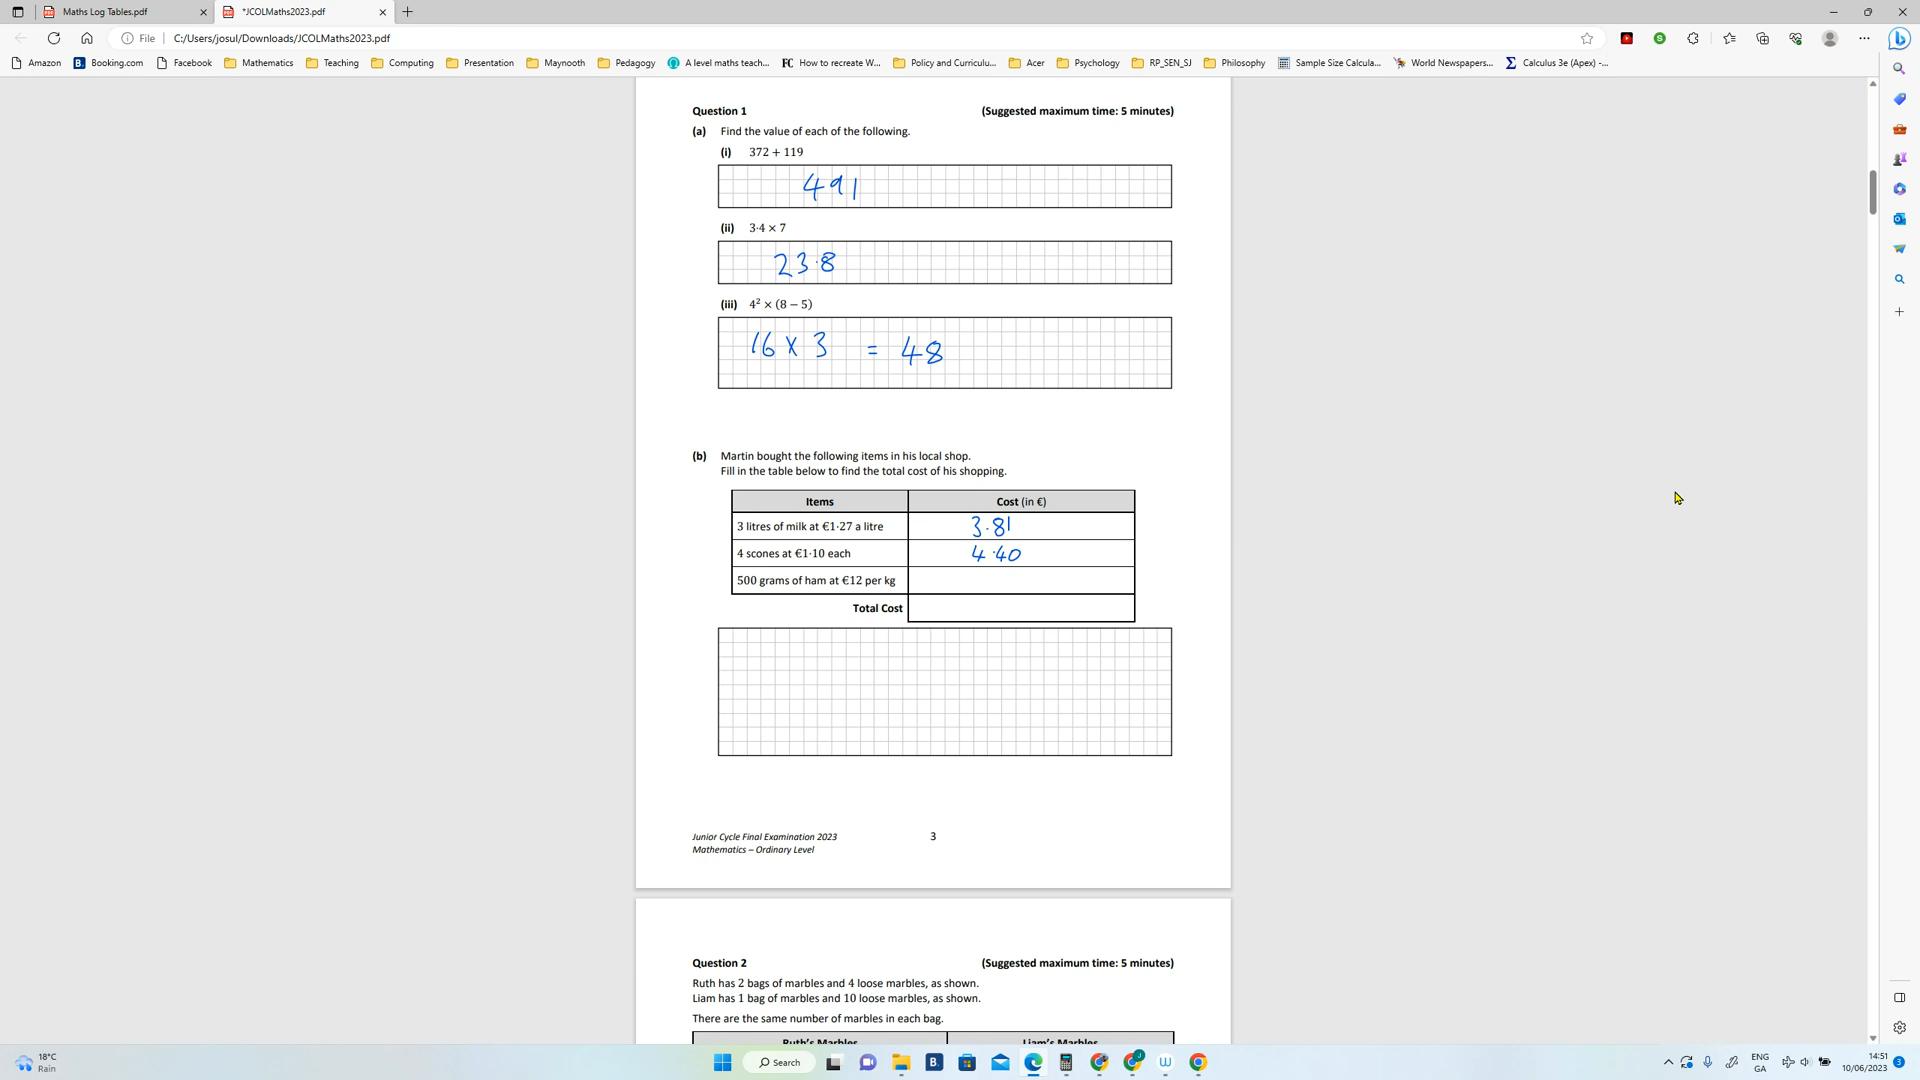 Maths Log Tables.pdf
*JCOLMaths2023.pdf
File C:/Users/josul/Downloads/JCOLMaths2023.pdf
Amazon Booking.com Facebook Mathematics Teaching Computing Presentation Maynooth Pedagogy A level maths teach... How to recreate W... Policy and Curriculu... Acer Psychology RP_SEN_SJ Philosophy Sample Size Calcula... World Newspapers... Calculus 3e (Apex) -...
Question 1 (Suggested maximum time: 5 minutes)
(a) Find the value of each of the following.
(i) 372 + 119
491
(ii) 3·4 × 7
23·8
(iii) 4² × (8 − 5)
16 × 3 = 48
(b) Martin bought the following items in his local shop.
Fill in the table below to find the total cost of his shopping.
Items Cost (in €)
3 litres of milk at €1·27 a litre 3·81
4 scones at €1·10 each 4·40
500 grams of ham at €12 per kg
Total Cost
Junior Cycle Final Examination 2023 3
Mathematics – Ordinary Level
Question 2 (Suggested maximum time: 5 minutes)
Ruth has 2 bags of marbles and 4 loose marbles, as shown.
Liam has 1 bag of marbles and 10 loose marbles, as shown.
There are the same number of marbles in each bag.
Ruth's Marbles Liam's Marbles
18°C
Rain
Search
ENG
GA
14:51
10/06/2023
3